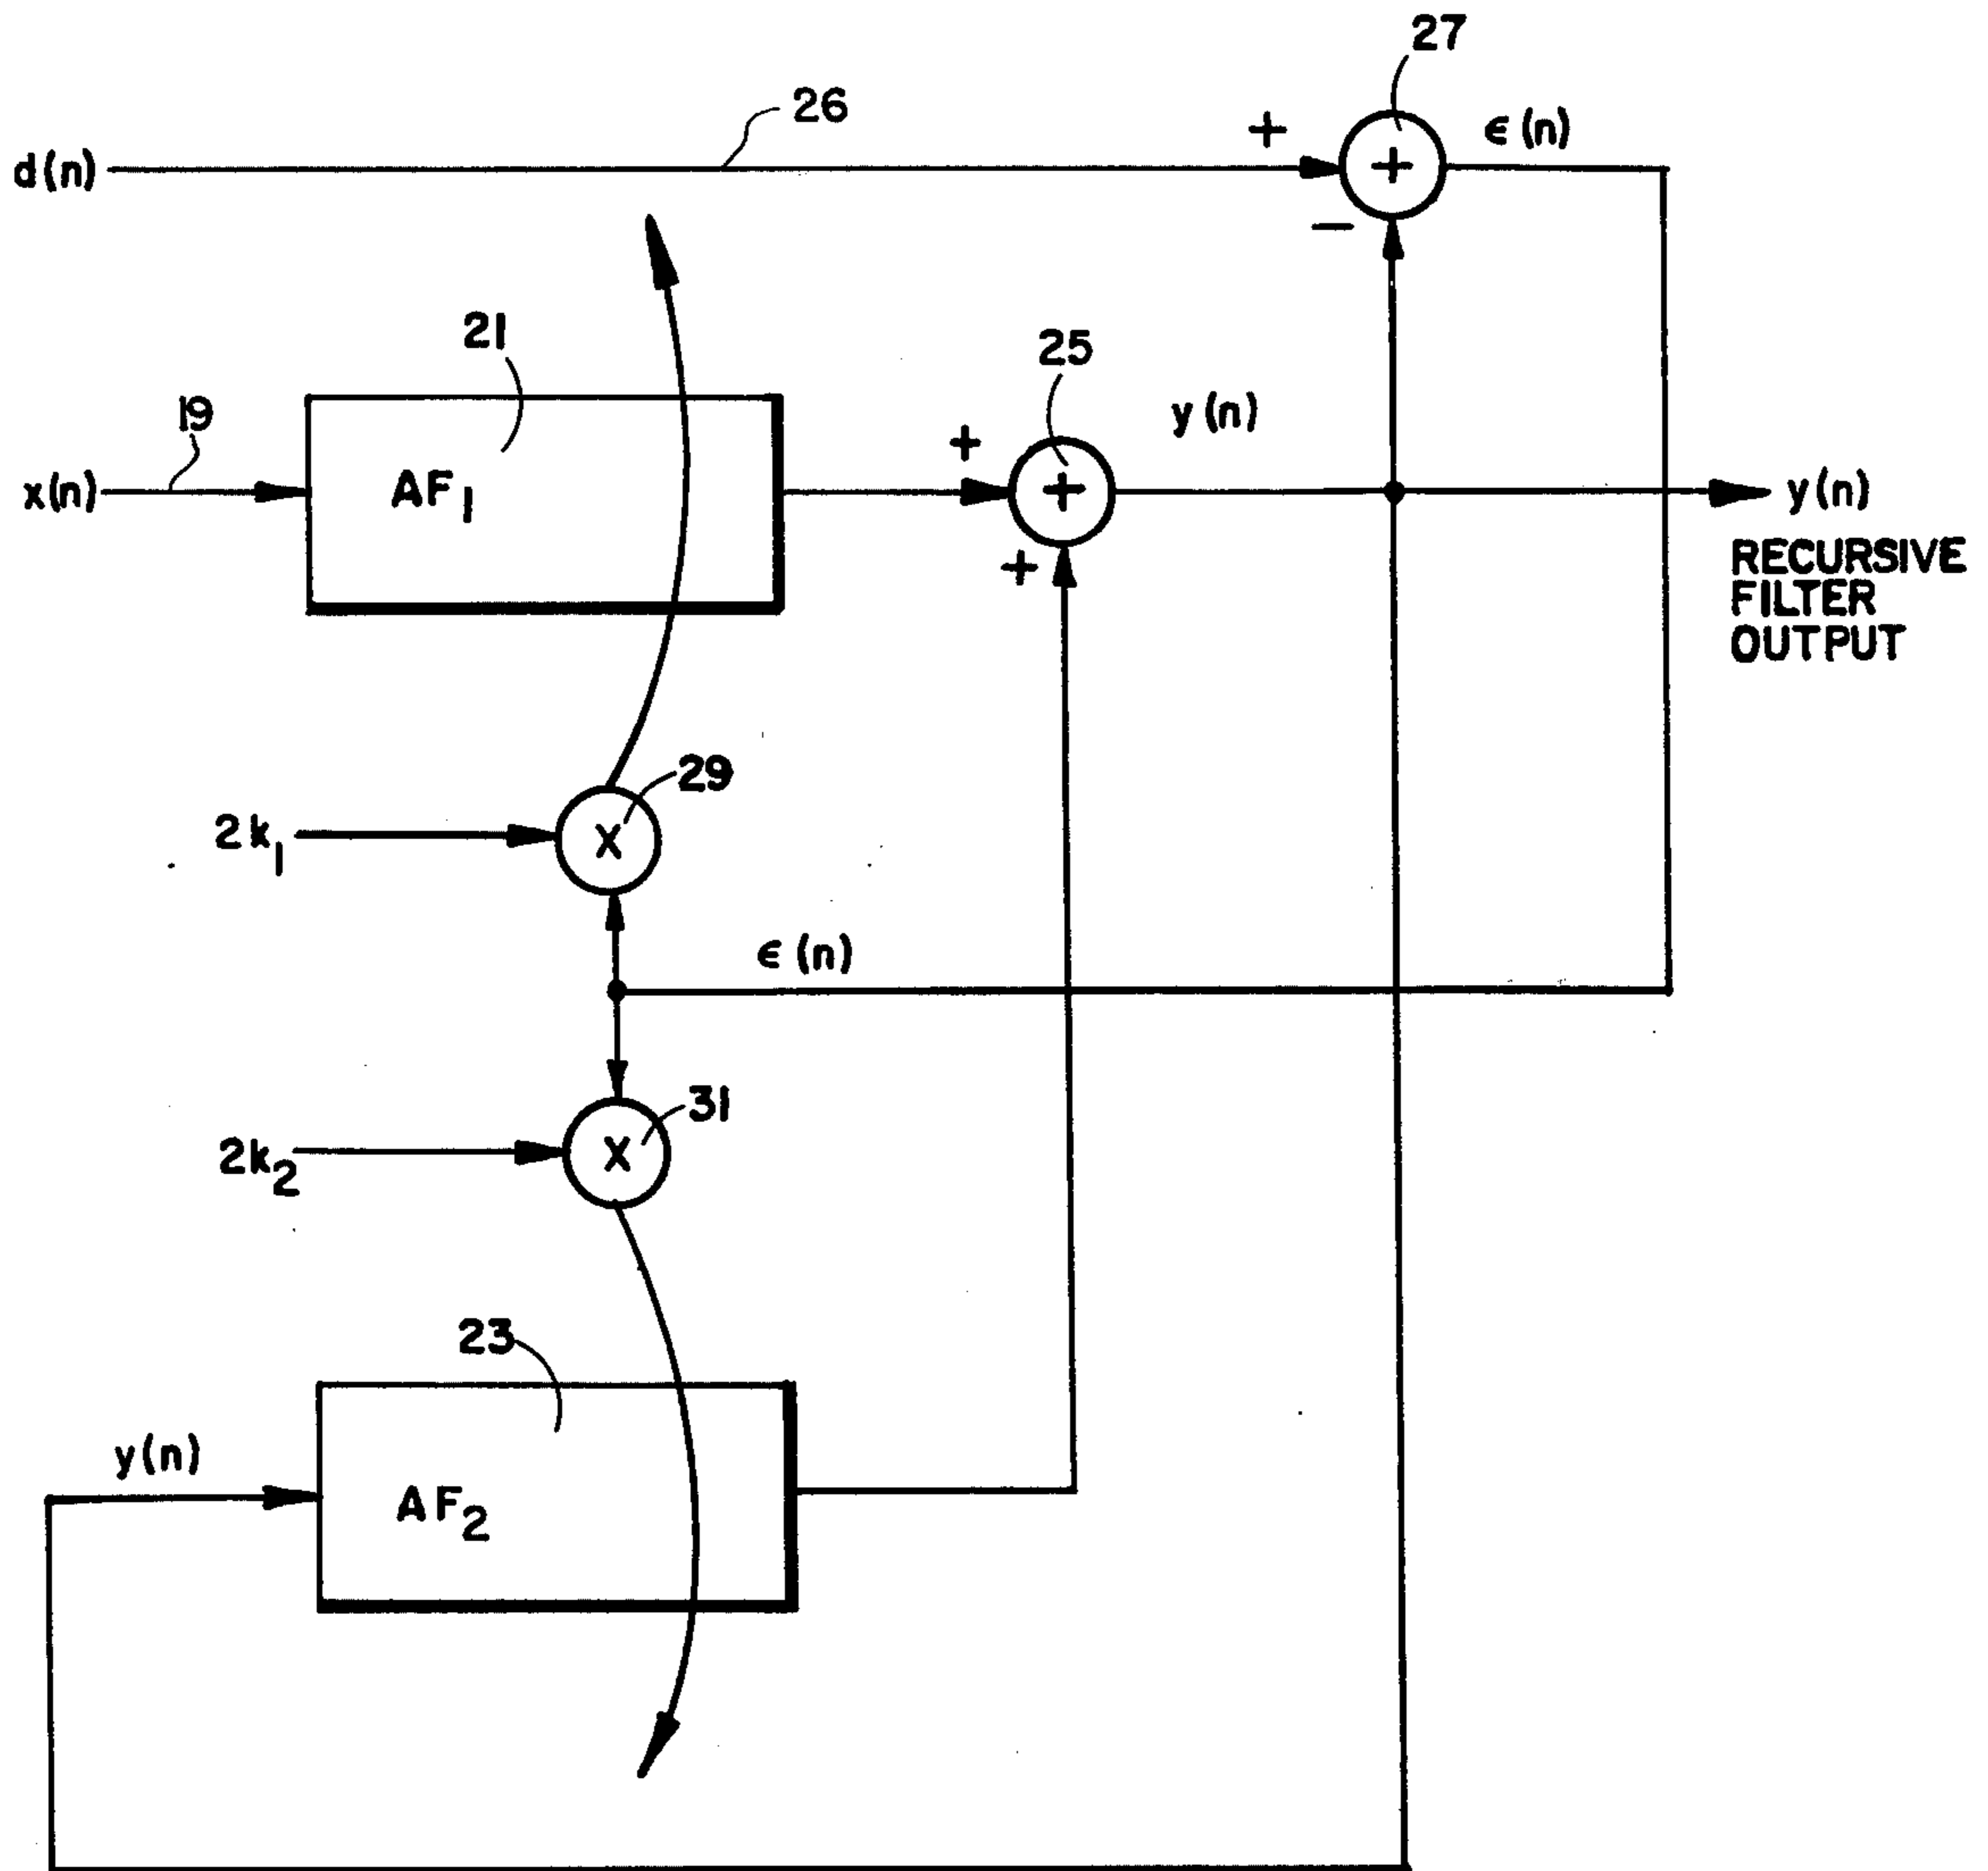 27
26
ϵ(n)
+
d(n)
+
−
21
25
19
y(n)
+
x(n)
AF₁
+
y(n)
+
RECURSIVE
FILTER
OUTPUT
29
2k₁
X
ϵ(n)
31
2k₂
X
23
y(n)
AF₂